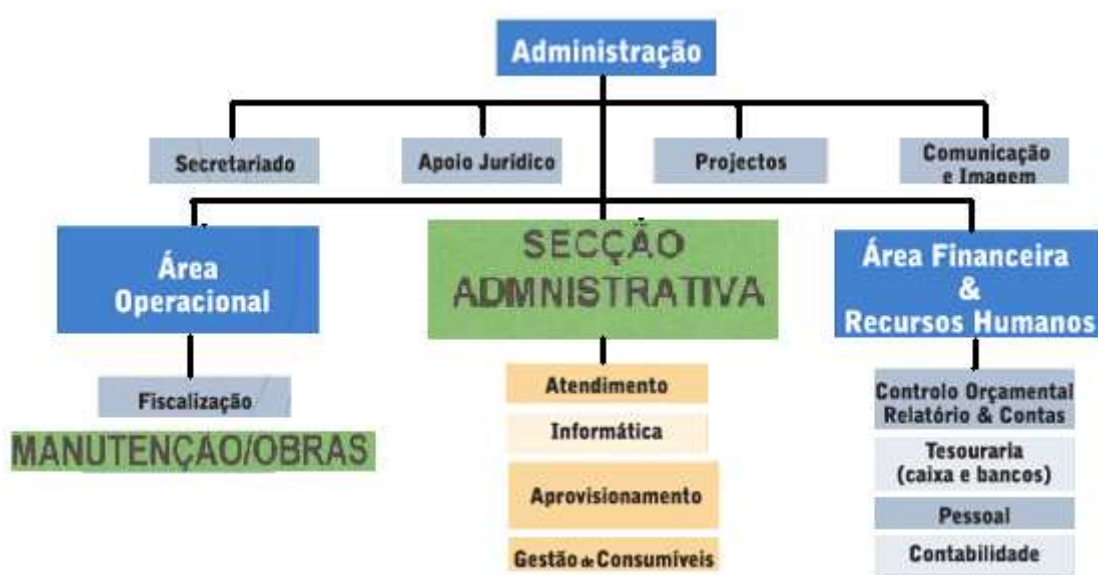 Administração
Secretariado
Apoio Jurídico
Projectos
Comunicação
e Imagem
Área
Operacional
SECÇÃO
ADMNISTRATIVA
Área Financeira
&
Recursos Humanos
Fiscalização
MANUTENÇÃO/OBRAS
Atendimento
Informática
Aprovisionamento
Gestão de Consumíveis
Controlo Orçamental
Relatório & Contas
Tesouraria
(caixa e bancos)
Pessoal
Contabilidade